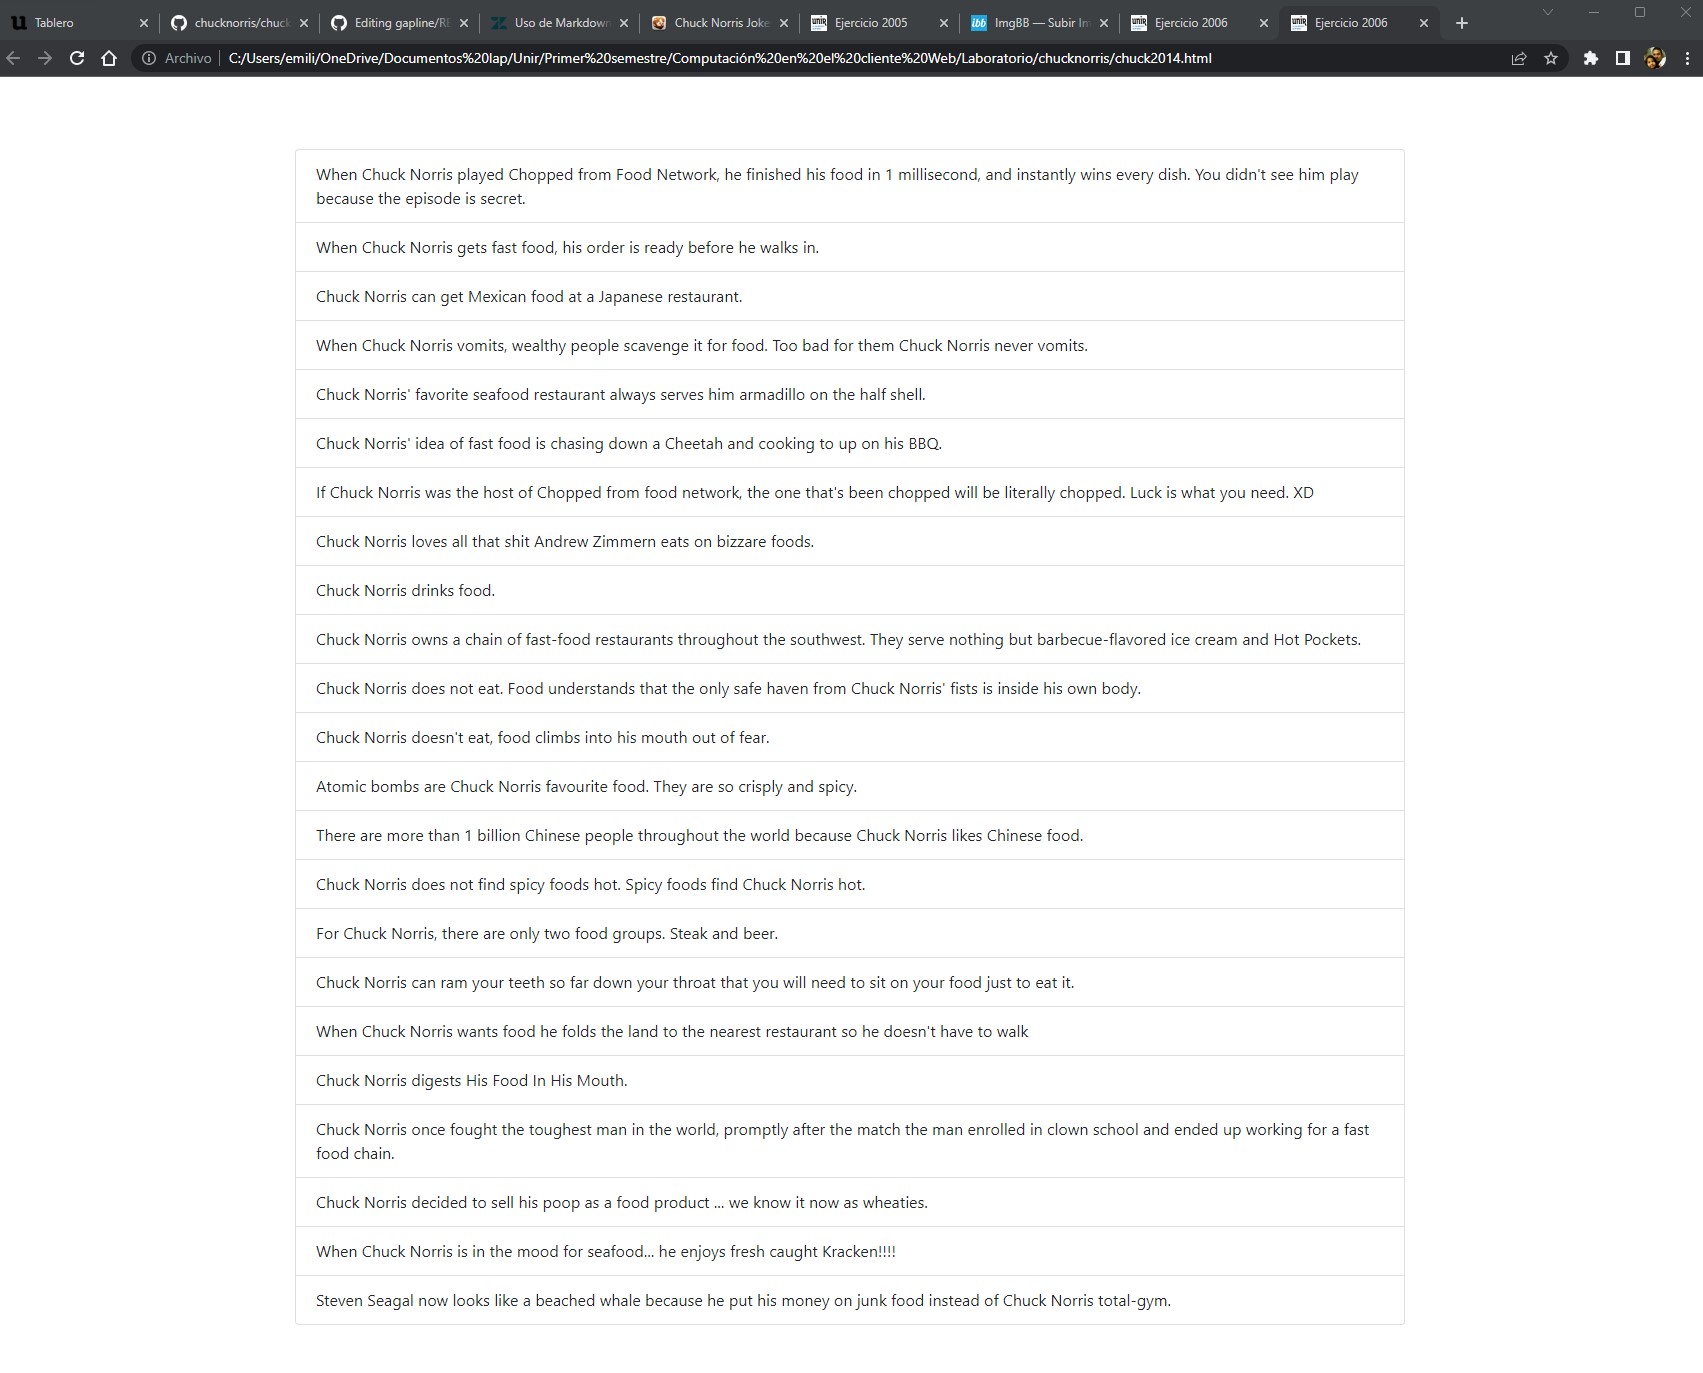 Tablero
chucknorris/chuck
Editing gapline/RE
Uso de Markdown
Chuck Norris Joke
unir
Ejercicio 2005
ibb
ImgBB — Subir Im
unir
Ejercicio 2006
unir
Ejercicio 2006
Archivo
C:/Users/emili/OneDrive/Documentos%20lap/Unir/Primer%20semestre/Computación%20en%20el%20cliente%20Web/Laboratorio/chucknorris/chuck2014.html
When Chuck Norris played Chopped from Food Network, he finished his food in 1 millisecond, and instantly wins every dish. You didn't see him play
because the episode is secret.
When Chuck Norris gets fast food, his order is ready before he walks in.
Chuck Norris can get Mexican food at a Japanese restaurant.
When Chuck Norris vomits, wealthy people scavenge it for food. Too bad for them Chuck Norris never vomits.
Chuck Norris' favorite seafood restaurant always serves him armadillo on the half shell.
Chuck Norris' idea of fast food is chasing down a Cheetah and cooking to up on his BBQ.
If Chuck Norris was the host of Chopped from food network, the one that's been chopped will be literally chopped. Luck is what you need. XD
Chuck Norris loves all that shit Andrew Zimmern eats on bizzare foods.
Chuck Norris drinks food.
Chuck Norris owns a chain of fast-food restaurants throughout the southwest. They serve nothing but barbecue-flavored ice cream and Hot Pockets.
Chuck Norris does not eat. Food understands that the only safe haven from Chuck Norris' fists is inside his own body.
Chuck Norris doesn't eat, food climbs into his mouth out of fear.
Atomic bombs are Chuck Norris favourite food. They are so crisply and spicy.
There are more than 1 billion Chinese people throughout the world because Chuck Norris likes Chinese food.
Chuck Norris does not find spicy foods hot. Spicy foods find Chuck Norris hot.
For Chuck Norris, there are only two food groups. Steak and beer.
Chuck Norris can ram your teeth so far down your throat that you will need to sit on your food just to eat it.
When Chuck Norris wants food he folds the land to the nearest restaurant so he doesn't have to walk
Chuck Norris digests His Food In His Mouth.
Chuck Norris once fought the toughest man in the world, promptly after the match the man enrolled in clown school and ended up working for a fast
food chain.
Chuck Norris decided to sell his poop as a food product ... we know it now as wheaties.
When Chuck Norris is in the mood for seafood... he enjoys fresh caught Kracken!!!!
Steven Seagal now looks like a beached whale because he put his money on junk food instead of Chuck Norris total-gym.